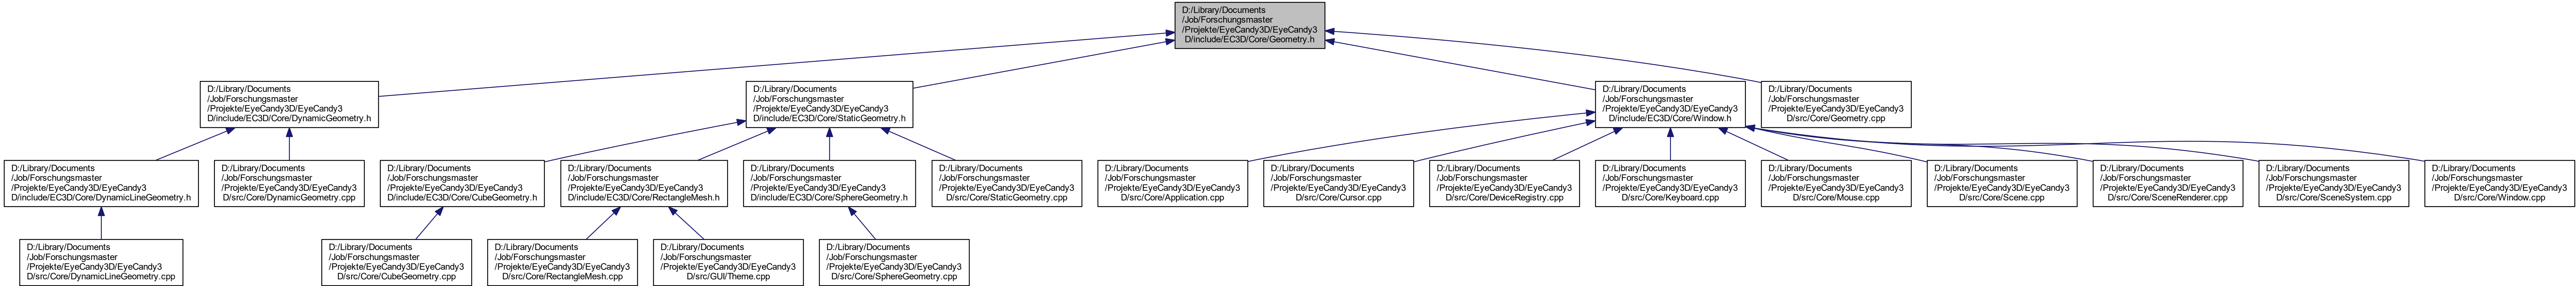 D:/Library/Documents
/Job/Forschungsmaster
/Projekte/EyeCandy3D/EyeCandy3
D/include/EC3D/Core/Geometry.h
D:/Library/Documents
/Job/Forschungsmaster
/Projekte/EyeCandy3D/EyeCandy3
D/include/EC3D/Core/DynamicGeometry.h
D:/Library/Documents
/Job/Forschungsmaster
/Projekte/EyeCandy3D/EyeCandy3
D/include/EC3D/Core/StaticGeometry.h
D:/Library/Documents
/Job/Forschungsmaster
/Projekte/EyeCandy3D/EyeCandy3
D/include/EC3D/Core/Window.h
D:/Library/Documents
/Job/Forschungsmaster
/Projekte/EyeCandy3D/EyeCandy3
D/src/Core/Geometry.cpp
D:/Library/Documents
/Job/Forschungsmaster
/Projekte/EyeCandy3D/EyeCandy3
D/include/EC3D/Core/DynamicLineGeometry.h
D:/Library/Documents
/Job/Forschungsmaster
/Projekte/EyeCandy3D/EyeCandy3
D/src/Core/DynamicGeometry.cpp
D:/Library/Documents
/Job/Forschungsmaster
/Projekte/EyeCandy3D/EyeCandy3
D/include/EC3D/Core/CubeGeometry.h
D:/Library/Documents
/Job/Forschungsmaster
/Projekte/EyeCandy3D/EyeCandy3
D/include/EC3D/Core/RectangleMesh.h
D:/Library/Documents
/Job/Forschungsmaster
/Projekte/EyeCandy3D/EyeCandy3
D/include/EC3D/Core/SphereGeometry.h
D:/Library/Documents
/Job/Forschungsmaster
/Projekte/EyeCandy3D/EyeCandy3
D/src/Core/StaticGeometry.cpp
D:/Library/Documents
/Job/Forschungsmaster
/Projekte/EyeCandy3D/EyeCandy3
D/src/Core/Application.cpp
D:/Library/Documents
/Job/Forschungsmaster
/Projekte/EyeCandy3D/EyeCandy3
D/src/Core/Cursor.cpp
D:/Library/Documents
/Job/Forschungsmaster
/Projekte/EyeCandy3D/EyeCandy3
D/src/Core/DeviceRegistry.cpp
D:/Library/Documents
/Job/Forschungsmaster
/Projekte/EyeCandy3D/EyeCandy3
D/src/Core/Keyboard.cpp
D:/Library/Documents
/Job/Forschungsmaster
/Projekte/EyeCandy3D/EyeCandy3
D/src/Core/Mouse.cpp
D:/Library/Documents
/Job/Forschungsmaster
/Projekte/EyeCandy3D/EyeCandy3
D/src/Core/Scene.cpp
D:/Library/Documents
/Job/Forschungsmaster
/Projekte/EyeCandy3D/EyeCandy3
D/src/Core/SceneRenderer.cpp
D:/Library/Documents
/Job/Forschungsmaster
/Projekte/EyeCandy3D/EyeCandy3
D/src/Core/SceneSystem.cpp
D:/Library/Documents
/Job/Forschungsmaster
/Projekte/EyeCandy3D/EyeCandy3
D/src/Core/Window.cpp
D:/Library/Documents
/Job/Forschungsmaster
/Projekte/EyeCandy3D/EyeCandy3
D/src/Core/DynamicLineGeometry.cpp
D:/Library/Documents
/Job/Forschungsmaster
/Projekte/EyeCandy3D/EyeCandy3
D/src/Core/CubeGeometry.cpp
D:/Library/Documents
/Job/Forschungsmaster
/Projekte/EyeCandy3D/EyeCandy3
D/src/Core/RectangleMesh.cpp
D:/Library/Documents
/Job/Forschungsmaster
/Projekte/EyeCandy3D/EyeCandy3
D/src/GUI/Theme.cpp
D:/Library/Documents
/Job/Forschungsmaster
/Projekte/EyeCandy3D/EyeCandy3
D/src/Core/SphereGeometry.cpp